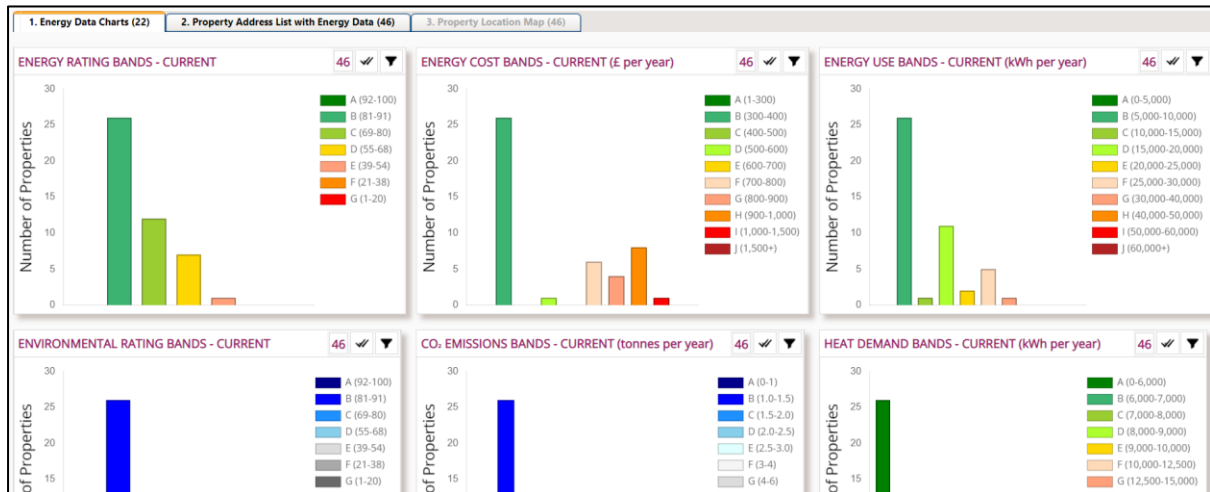 1. Energy Data Charts (22)
2. Property Address List with Energy Data (46)
3. Property Location Map (46)
ENERGY RATING BANDS - CURRENT
46
30
25
20
15
10
5
0
Number of Properties
A (92-100)
B (81-91)
C (69-80)
D (55-68)
E (39-54)
F (21-38)
G (1-20)
ENERGY COST BANDS - CURRENT (£ per year)
46
30
25
20
15
10
5
0
Number of Properties
A (1-300)
B (300-400)
C (400-500)
D (500-600)
E (600-700)
F (700-800)
G (800-900)
H (900-1,000)
I (1,000-1,500)
J (1,500+)
ENERGY USE BANDS - CURRENT (kWh per year)
46
30
25
20
15
10
5
0
Number of Properties
A (0-5,000)
B (5,000-10,000)
C (10,000-15,000)
D (15,000-20,000)
E (20,000-25,000)
F (25,000-30,000)
G (30,000-40,000)
H (40,000-50,000)
I (50,000-60,000)
J (60,000+)
ENVIRONMENTAL RATING BANDS - CURRENT
46
30
25
20
15
of Properties
A (92-100)
B (81-91)
C (69-80)
D (55-68)
E (39-54)
F (21-38)
G (1-20)
CO₂ EMISSIONS BANDS - CURRENT (tonnes per year)
46
30
25
20
15
of Properties
A (0-1)
B (1.0-1.5)
C (1.5-2.0)
D (2.0-2.5)
E (2.5-3.0)
F (3-4)
G (4-6)
HEAT DEMAND BANDS - CURRENT (kWh per year)
46
30
25
20
15
of Properties
A (0-6,000)
B (6,000-7,000)
C (7,000-8,000)
D (8,000-9,000)
E (9,000-10,000)
F (10,000-12,500)
G (12,500-15,000)